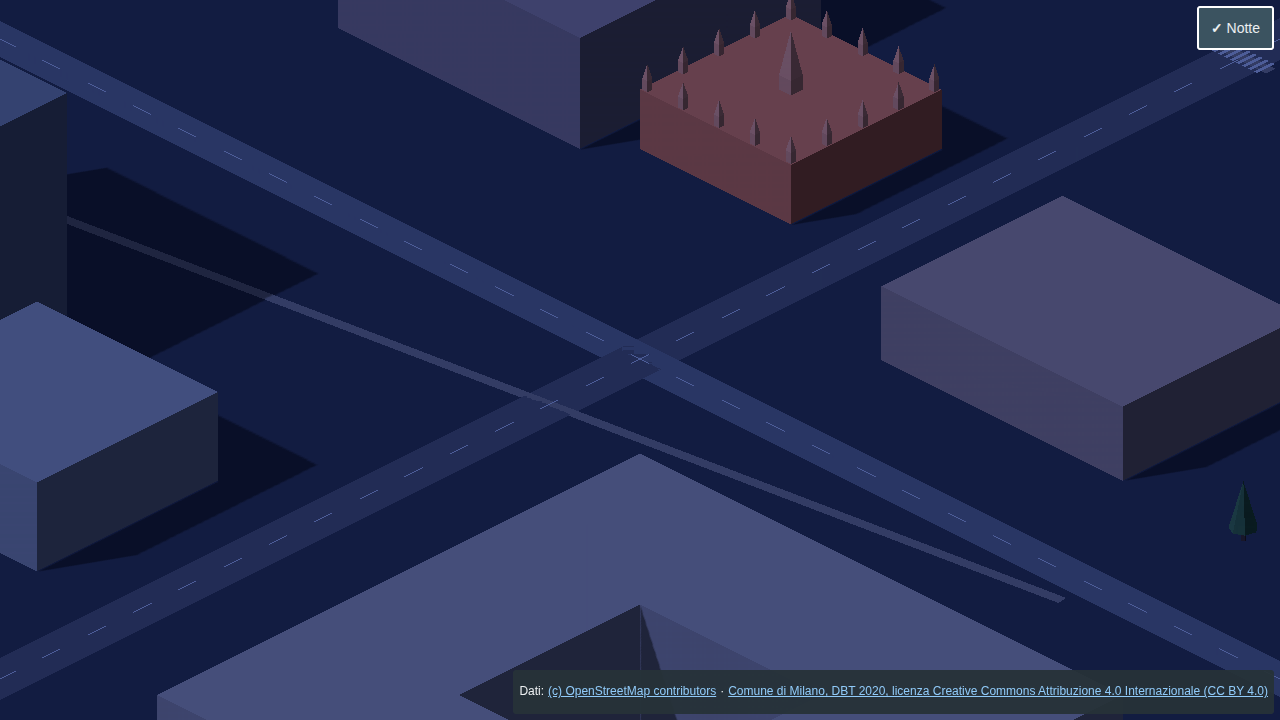 ✓ Notte
Dati: (c) OpenStreetMap contributors · Comune di Milano, DBT 2020, licenza Creative Commons Attribuzione 4.0 Internazionale (CC BY 4.0)